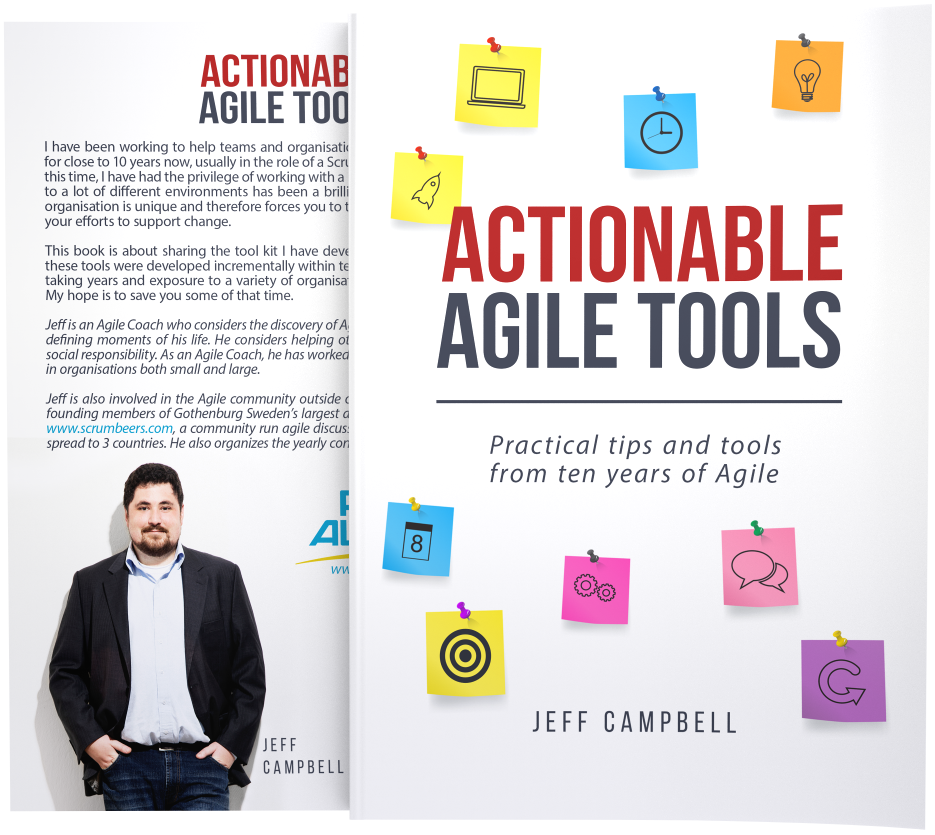 ACTIONAB
AGILE TOO
I have been working to help teams and organisatio
for close to 10 years now, usually in the role of a Scru
this time, I have had the privilege of working with a
to a lot of different environments has been a brilli
organisation is unique and therefore forces you to t
your efforts to support change.
This book is about sharing the tool kit I have deve
these tools were developed incrementally within te
taking years and exposure to a variety of organisat
My hope is to save you some of that time.
Jeff is an Agile Coach who considers the discovery of A
defining moments of his life. He considers helping ot
social responsibility. As an Agile Coach, he has worked
in organisations both small and large.
Jeff is also involved in the Agile community outside o
founding members of Gothenburg Sweden's largest a
www.scrumbeers.com, a community run agile discuss
spread to 3 countries. He also organizes the yearly con
ww
JEFF
CAMPBELL
ACTIONABLE
AGILE TOOLS
Practical tips and tools
from ten years of Agile
8
JEFF CAMPBELL